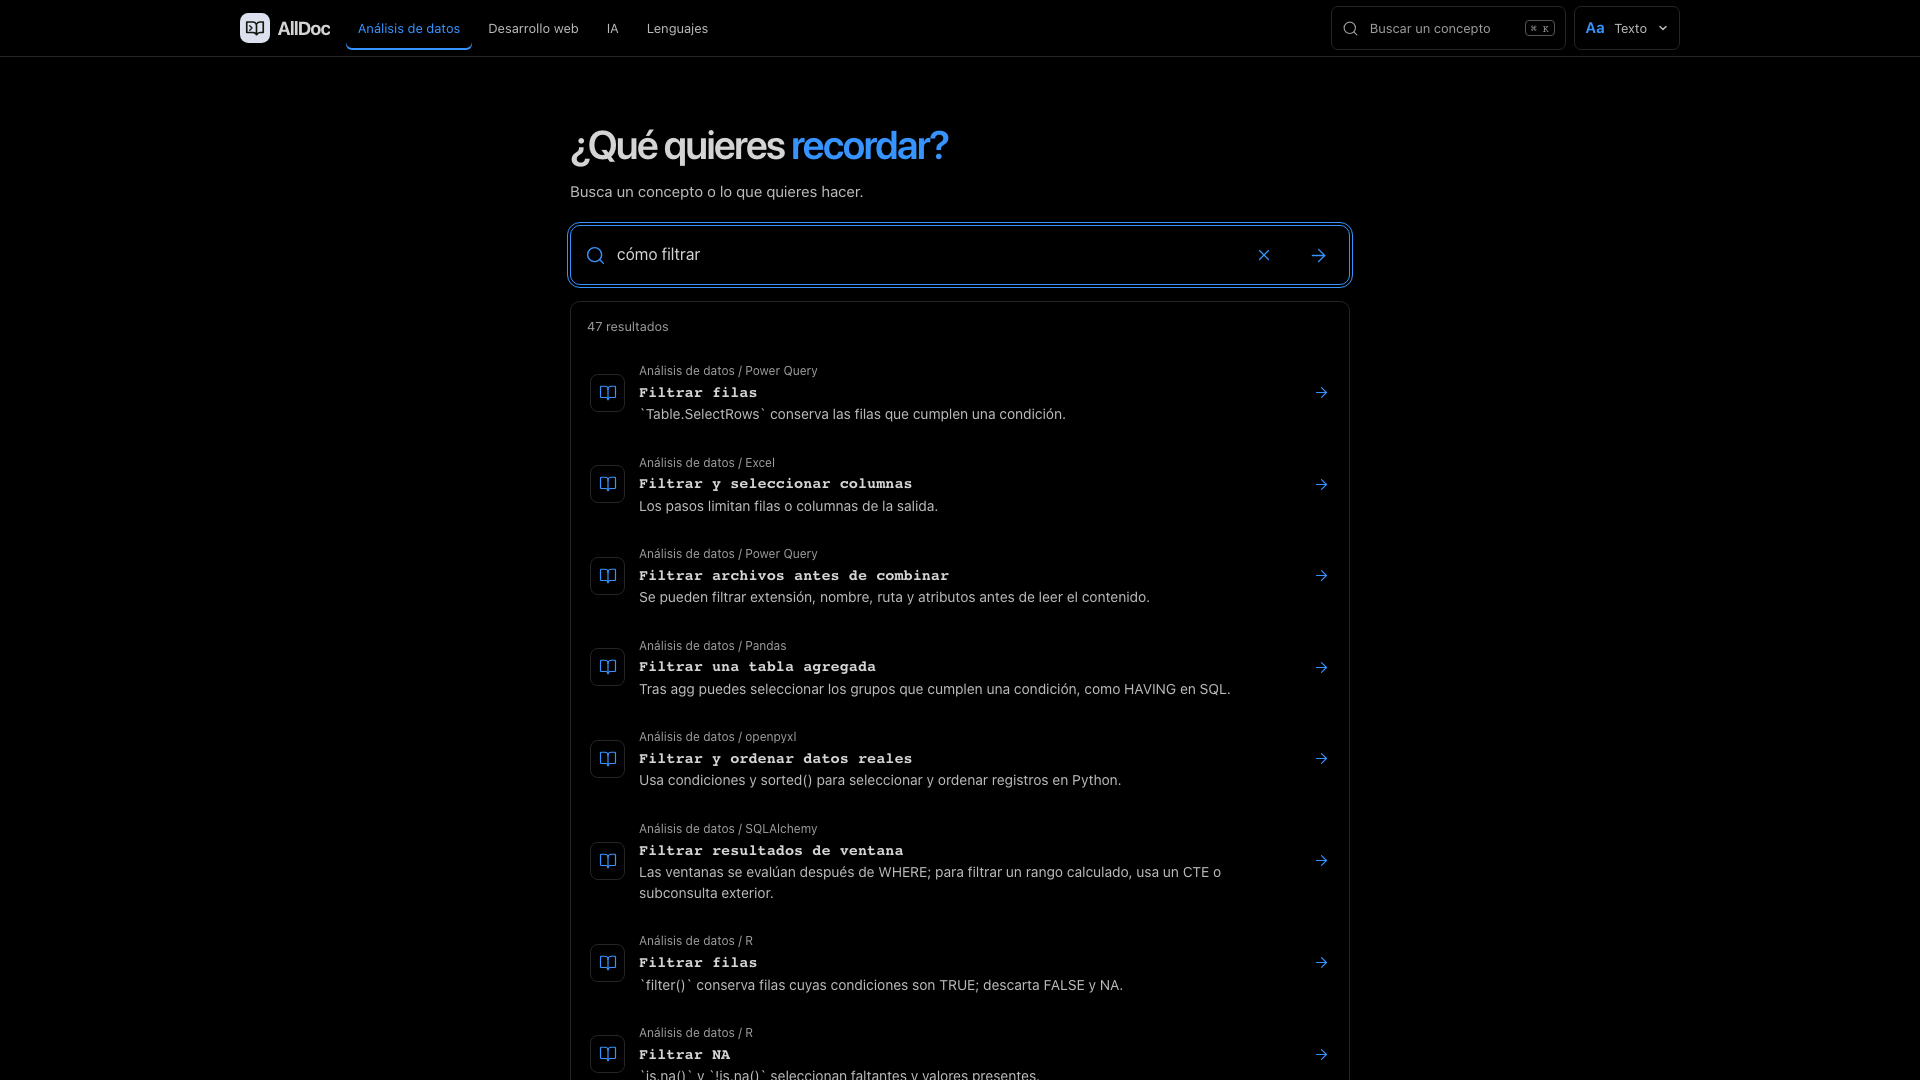 AllDoc
Análisis de datos
Desarrollo web
IA
Lenguajes
Buscar un concepto
⌘ K
Aa Texto
¿Qué quieres recordar?
Busca un concepto o lo que quieres hacer.
cómo filtrar
47 resultados
Análisis de datos / Power Query
Filtrar filas
`Table.SelectRows` conserva las filas que cumplen una condición.
Análisis de datos / Excel
Filtrar y seleccionar columnas
Los pasos limitan filas o columnas de la salida.
Análisis de datos / Power Query
Filtrar archivos antes de combinar
Se pueden filtrar extensión, nombre, ruta y atributos antes de leer el contenido.
Análisis de datos / Pandas
Filtrar una tabla agregada
Tras agg puedes seleccionar los grupos que cumplen una condición, como HAVING en SQL.
Análisis de datos / openpyxl
Filtrar y ordenar datos reales
Usa condiciones y sorted() para seleccionar y ordenar registros en Python.
Análisis de datos / SQLAlchemy
Filtrar resultados de ventana
Las ventanas se evalúan después de WHERE; para filtrar un rango calculado, usa un CTE o
subconsulta exterior.
Análisis de datos / R
Filtrar filas
`filter()` conserva filas cuyas condiciones son TRUE; descarta FALSE y NA.
Análisis de datos / R
Filtrar NA
`is.na()` y `!is.na()` seleccionan faltantes y valores presentes.